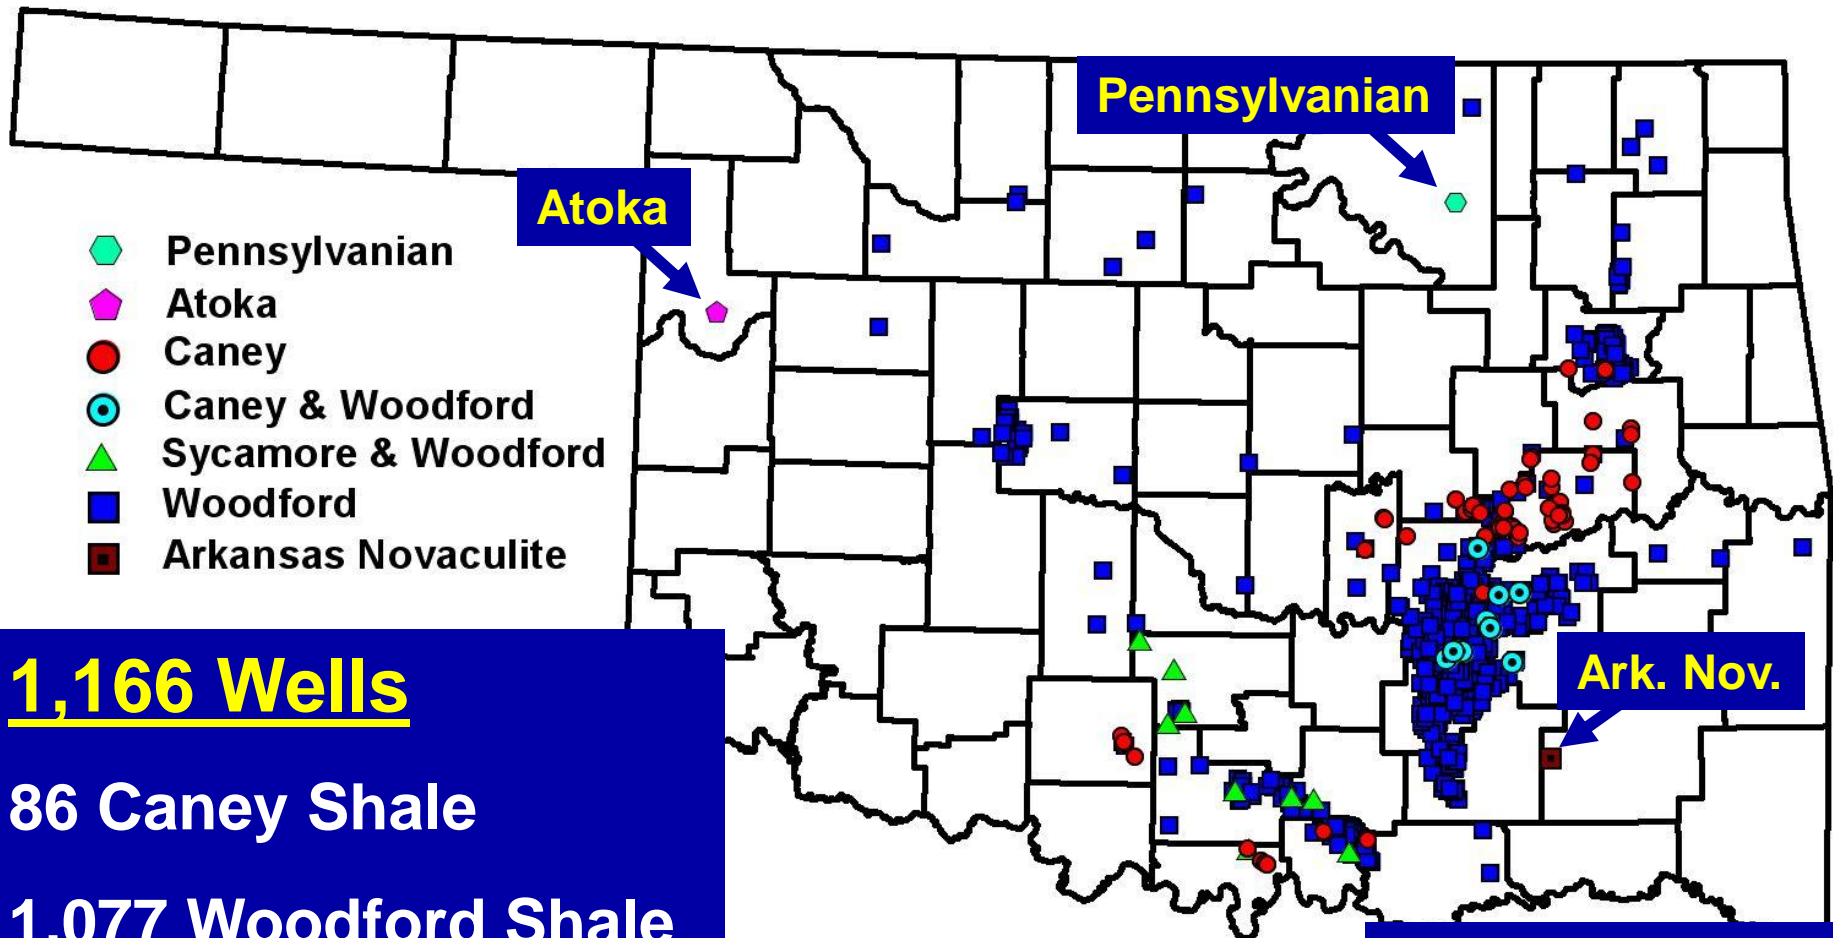 Pennsylvanian
Atoka
Pennsylvanian
Atoka
Caney
Caney & Woodford
Sycamore & Woodford
Woodford
Arkansas Novaculite
Ark. Nov.
1,166 Wells
86 Caney Shale
1,077 Woodford Shale